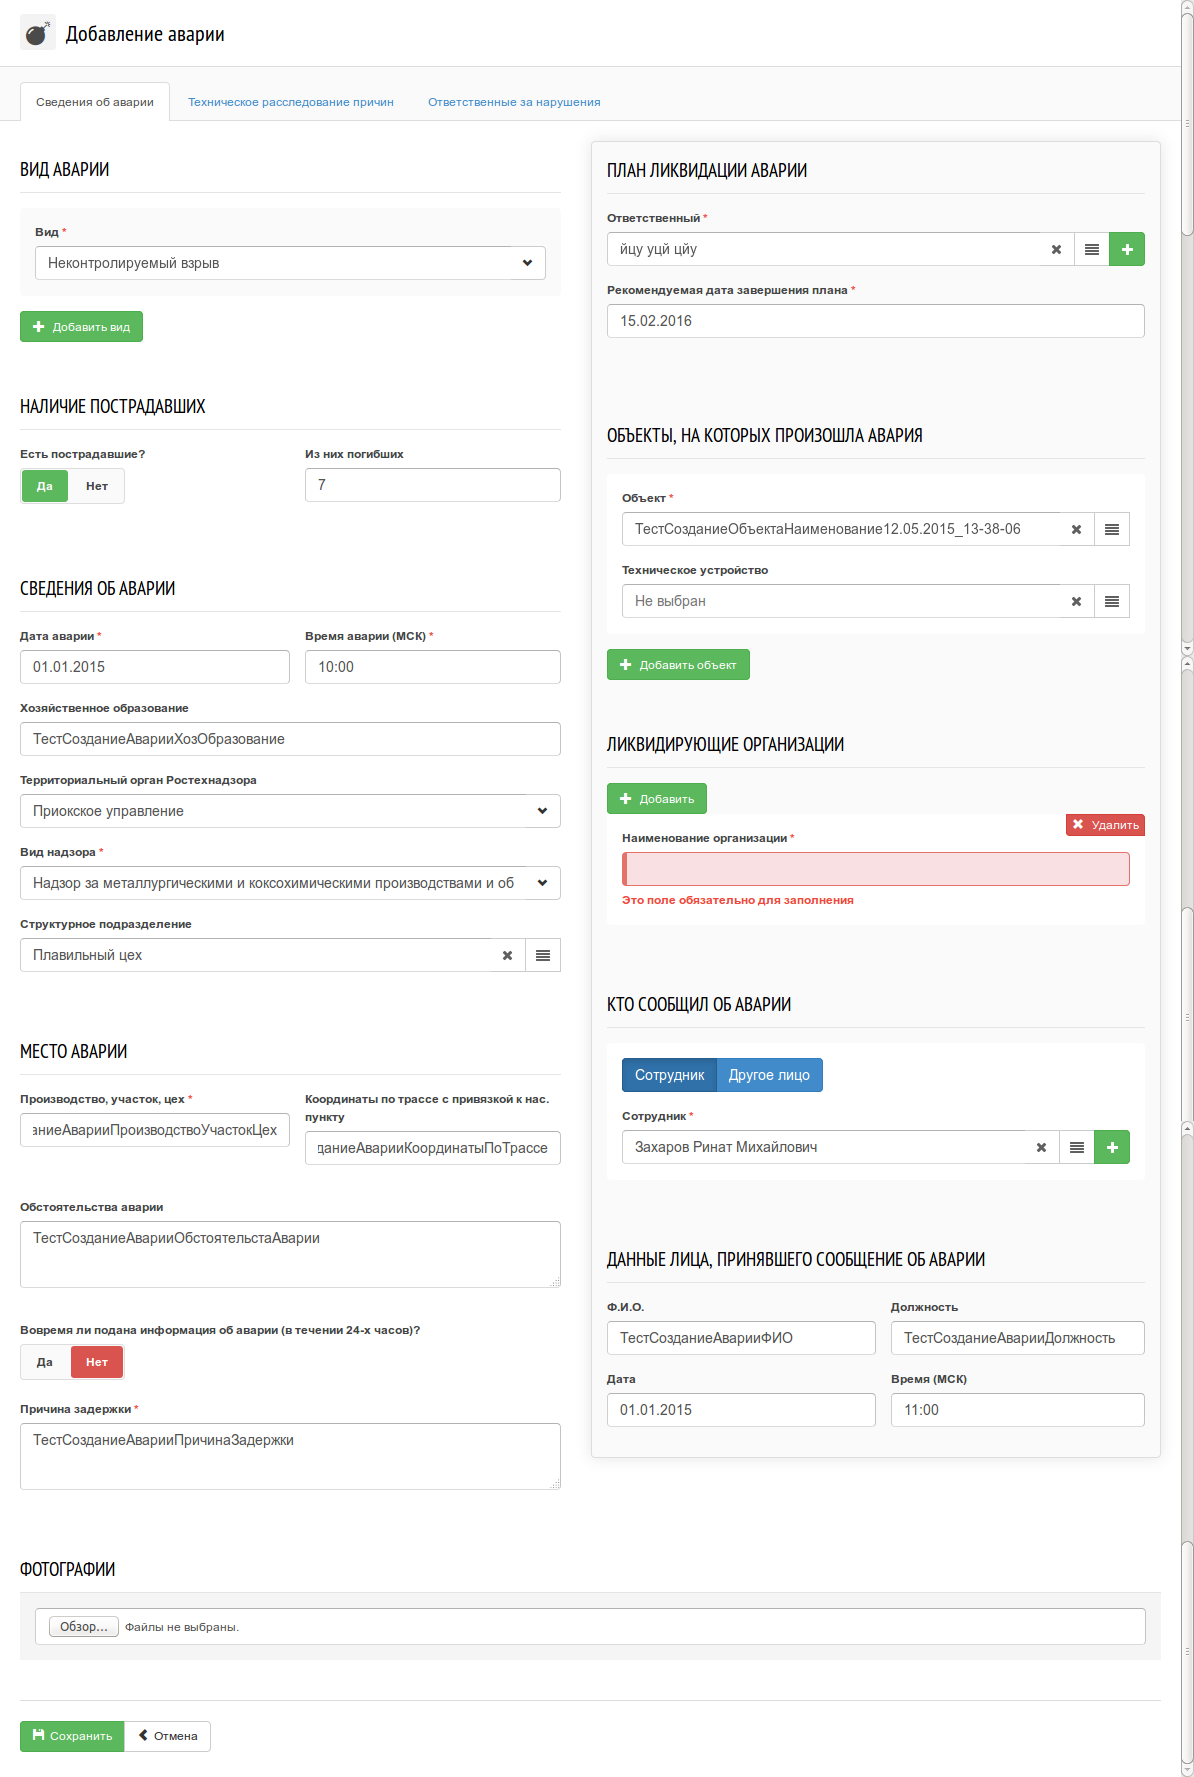 Добавление аварии
Сведения об аварии
Техническое расследование причин
Ответственные за нарушения
ВИД АВАРИИ
Вид *
Неконтролируемый взрыв
Добавить вид
НАЛИЧИЕ ПОСТРАДАВШИХ
Есть пострадавшие?
Из них погибших
Да
Нет
7
СВЕДЕНИЯ ОБ АВАРИИ
Дата аварии *
Время аварии (МСК) *
01.01.2015
10:00
Хозяйственное образование
ТестСозданиеАварииХозОбразование
Территориальный орган Ростехнадзора
Приокское управление
Вид надзора *
Надзор за металлургическими и коксохимическими производствами и об
Структурное подразделение
Плавильный цех
МЕСТО АВАРИИ
Производство, участок, цех *
Координаты по трассе с привязкой к нас.
пункту
аниеАварииПроизводствоУчастокЦех
даниеАварииКоординатыПоТрассе
Обстоятельства аварии
ТестСозданиеАварииОбстоятельстаАварии
Вовремя ли подана информация об аварии (в течении 24-х часов)?
Да
Нет
Причина задержки *
ТестСозданиеАварииПричинаЗадержки
ПЛАН ЛИКВИДАЦИИ АВАРИИ
Ответственный *
йцу уцй цйу
Рекомендуемая дата завершения плана *
15.02.2016
ОБЪЕКТЫ, НА КОТОРЫХ ПРОИЗОШЛА АВАРИЯ
Объект *
ТестСозданиеОбъектаНаименование12.05.2015_13-38-06
Техническое устройство
Не выбран
Добавить объект
ЛИКВИДИРУЮЩИЕ ОРГАНИЗАЦИИ
Добавить
Удалить
Наименование организации *
Это поле обязательно для заполнения
КТО СООБЩИЛ ОБ АВАРИИ
Сотрудник
Другое лицо
Сотрудник *
Захаров Ринат Михайлович
ДАННЫЕ ЛИЦА, ПРИНЯВШЕГО СООБЩЕНИЕ ОБ АВАРИИ
Ф.И.О.
Должность
ТестСозданиеАварииФИО
ТестСозданиеАварииДолжность
Дата
Время (МСК)
01.01.2015
11:00
ФОТОГРАФИИ
Обзор...
Файлы не выбраны.
Сохранить
Отмена